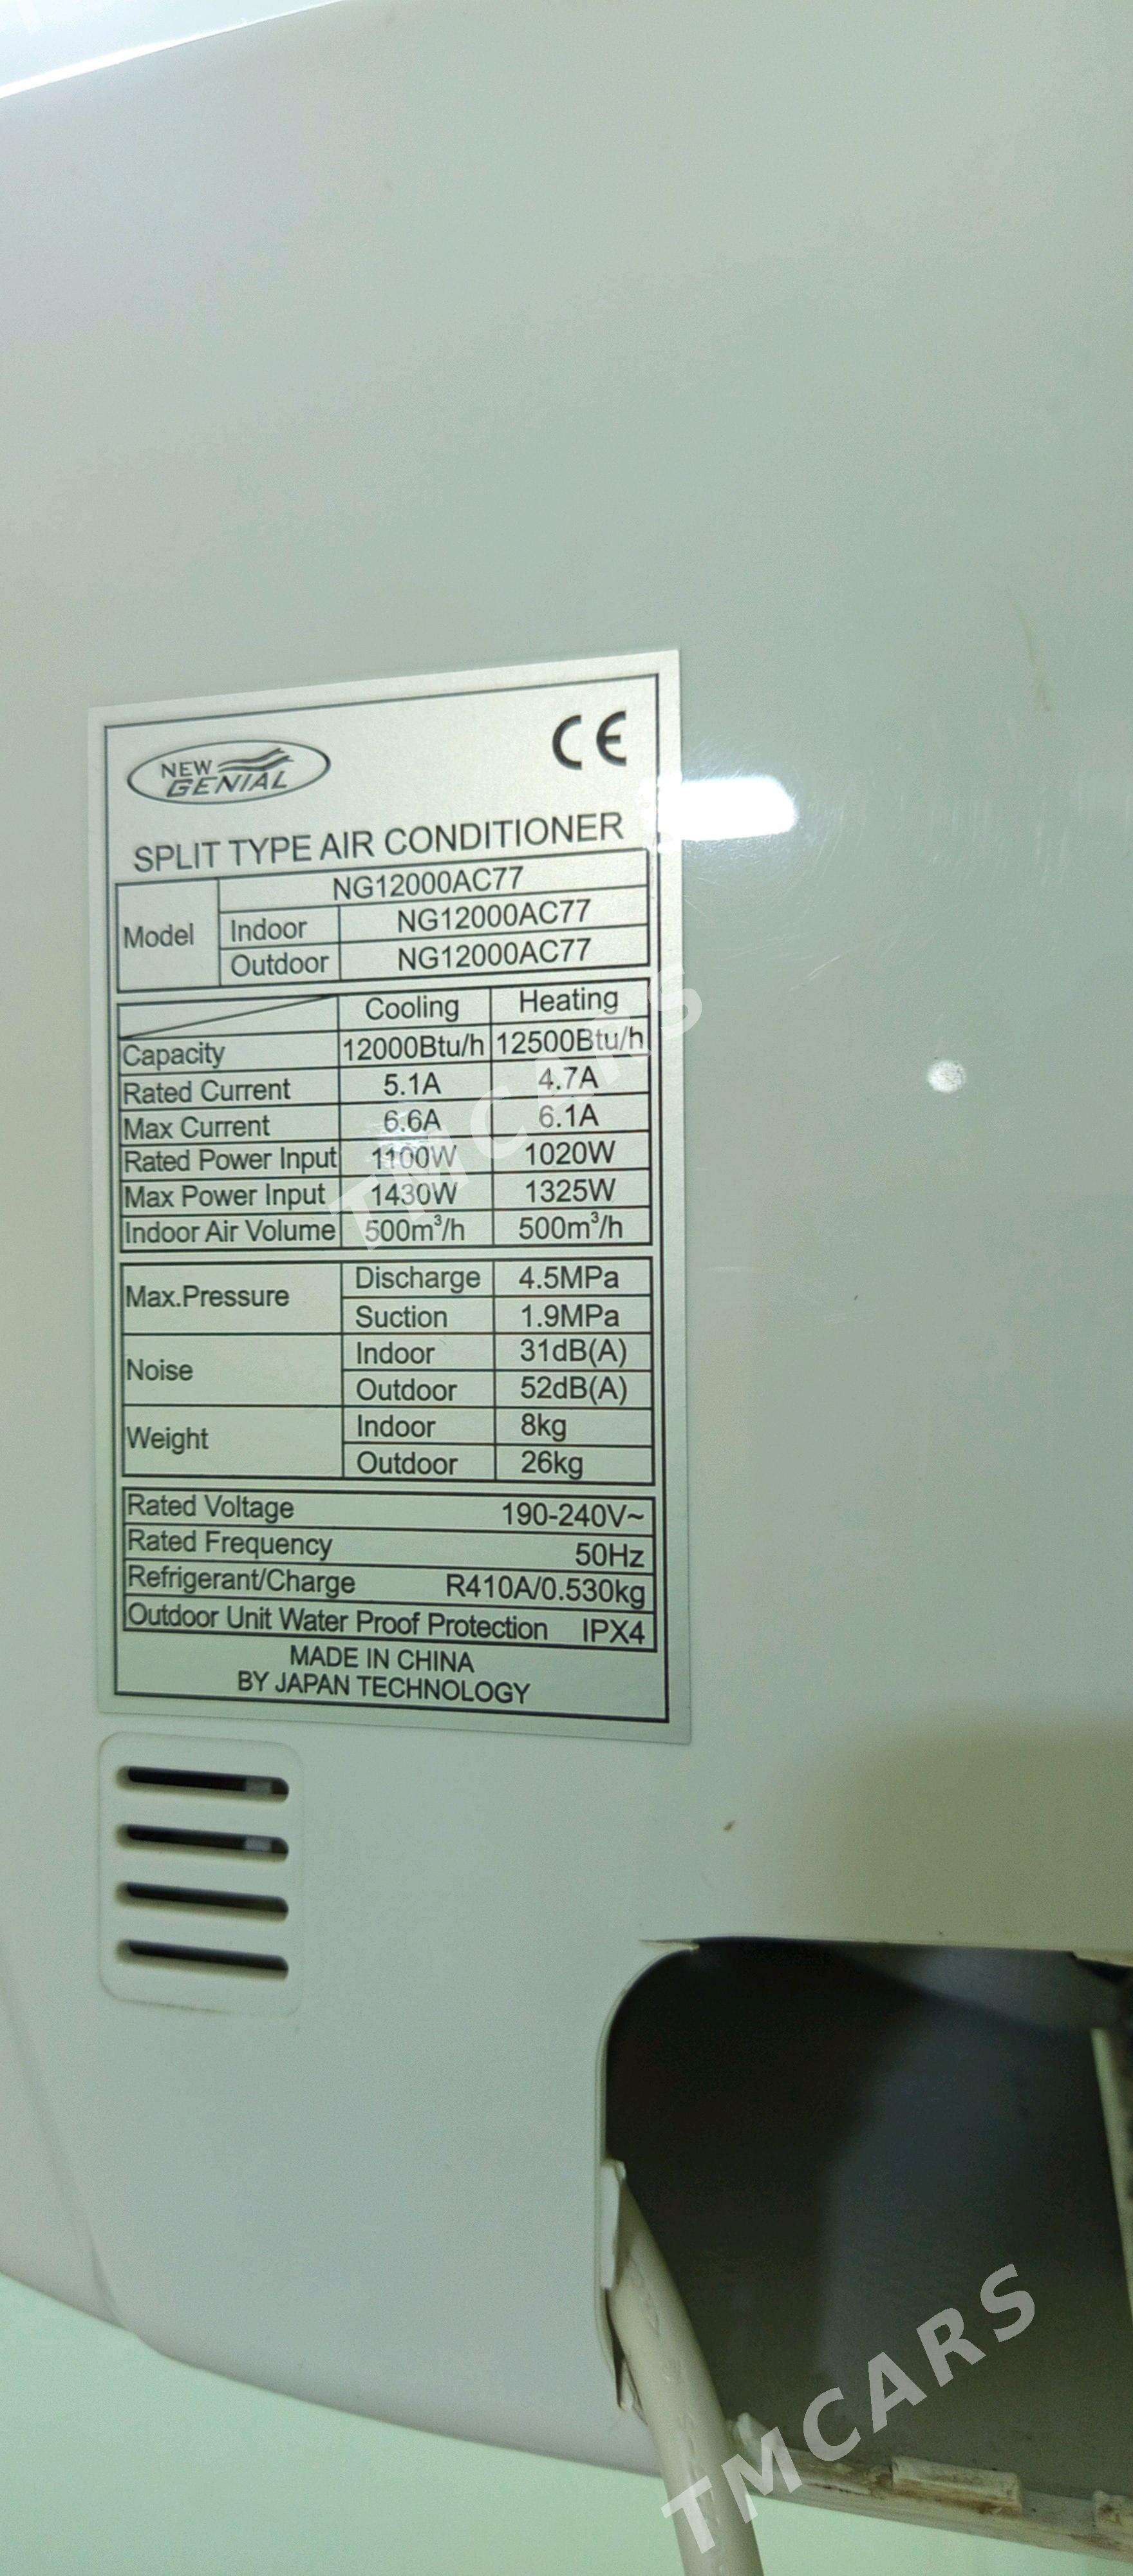 NEW
GENIAL
CE
SPLIT TYPE AIR CONDITIONER
Model NG12000AC77
Indoor NG12000AC77
Outdoor NG12000AC77
Cooling Heating
Capacity 12000Btu/h 12500Btu/h
Rated Current 5.1A 4.7A
Max Current 6.6A 6.1A
Rated Power Input 1100W 1020W
Max Power Input 1430W 1325W
Indoor Air Volume 500m³/h 500m³/h
Max.Pressure Discharge 4.5MPa
Suction 1.9MPa
Noise Indoor 31dB(A)
Outdoor 52dB(A)
Weight Indoor 8kg
Outdoor 26kg
Rated Voltage 190-240V~
Rated Frequency 50Hz
Refrigerant/Charge R410A/0.530kg
Outdoor Unit Water Proof Protection IPX4
MADE IN CHINA
BY JAPAN TECHNOLOGY
TMCARS
TMCARS